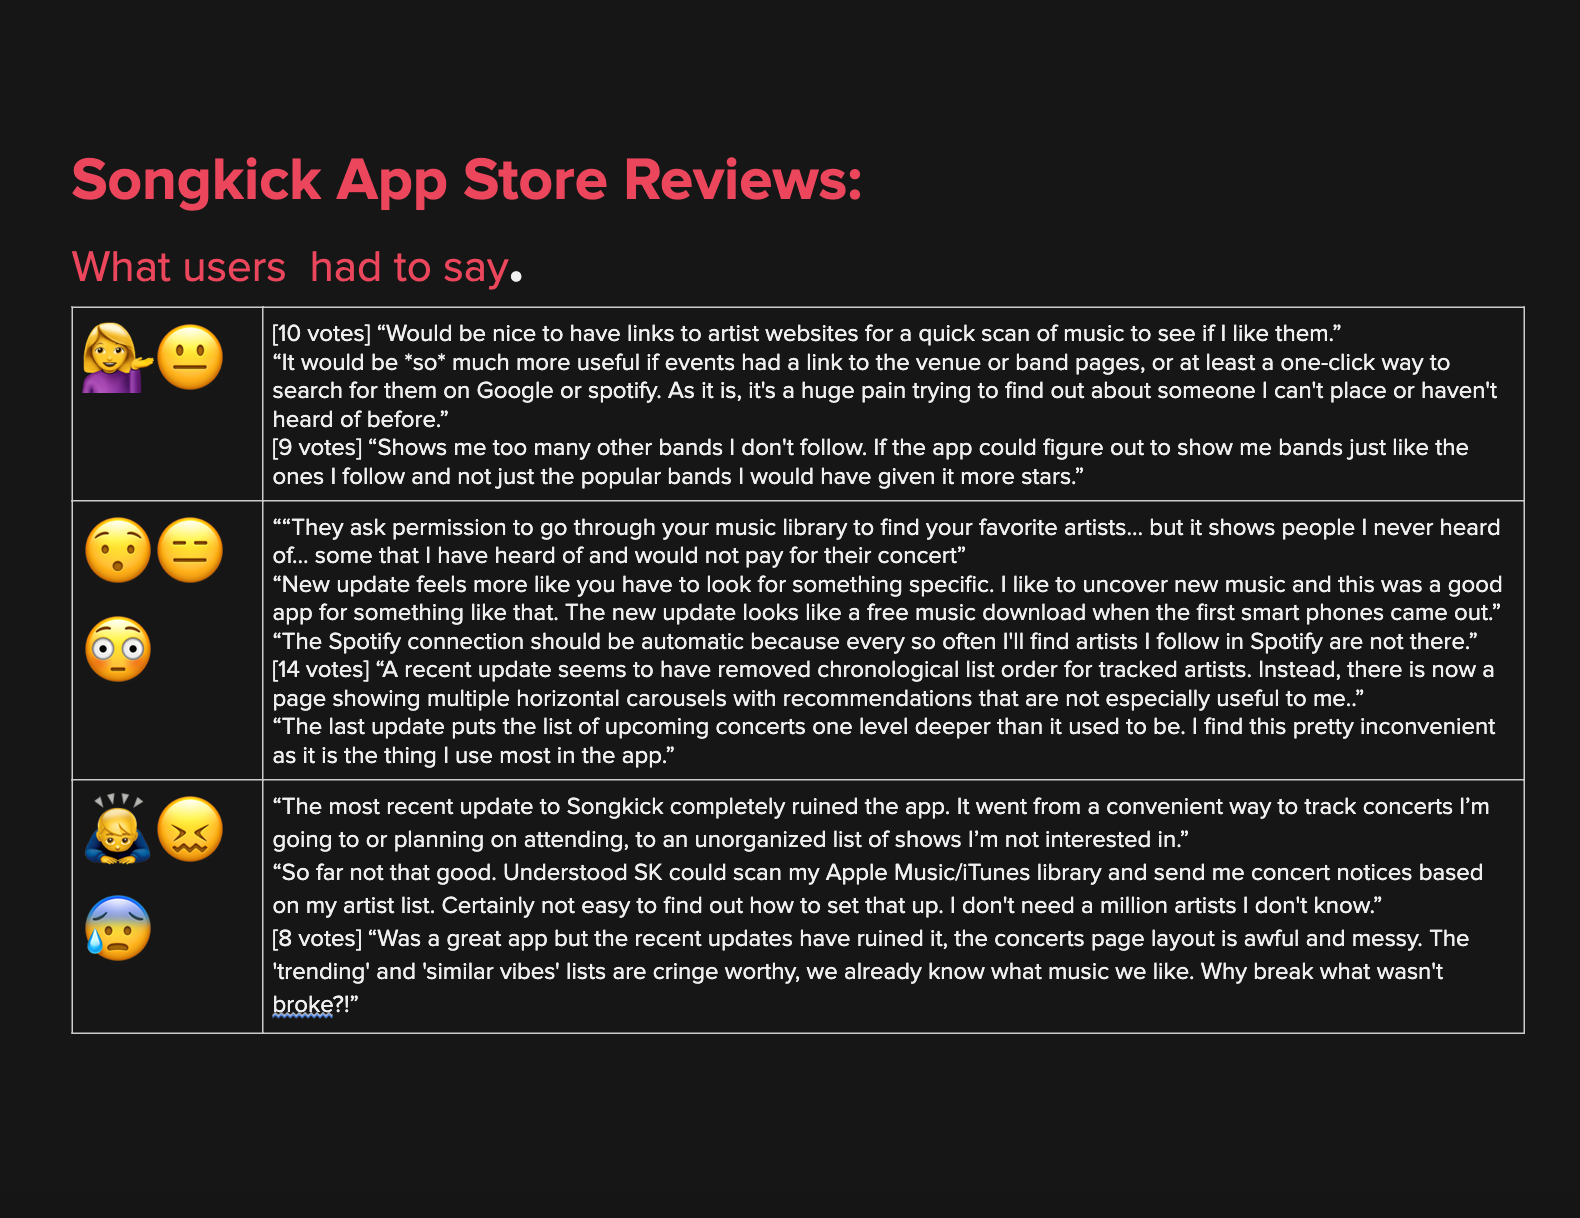 Songkick App Store Reviews:
What users  had to say.
[10 votes] “Would be nice to have links to artist websites for a quick scan of music to see if I like them.”
“It would be *so* much more useful if events had a link to the venue or band pages, or at least a one-click way to
search for them on Google or spotify. As it is, it's a huge pain trying to find out about someone I can't place or haven't
heard of before.”
[9 votes] “Shows me too many other bands I don't follow. If the app could figure out to show me bands just like the
ones I follow and not just the popular bands I would have given it more stars.”
““They ask permission to go through your music library to find your favorite artists... but it shows people I never heard
of... some that I have heard of and would not pay for their concert”
“New update feels more like you have to look for something specific. I like to uncover new music and this was a good
app for something like that. The new update looks like a free music download when the first smart phones came out.”
“The Spotify connection should be automatic because every so often I'll find artists I follow in Spotify are not there.”
[14 votes] “A recent update seems to have removed chronological list order for tracked artists. Instead, there is now a
page showing multiple horizontal carousels with recommendations that are not especially useful to me..”
“The last update puts the list of upcoming concerts one level deeper than it used to be. I find this pretty inconvenient
as it is the thing I use most in the app.”
“The most recent update to Songkick completely ruined the app. It went from a convenient way to track concerts I’m
going to or planning on attending, to an unorganized list of shows I’m not interested in.”
“So far not that good. Understood SK could scan my Apple Music/iTunes library and send me concert notices based
on my artist list. Certainly not easy to find out how to set that up. I don't need a million artists I don't know.”
[8 votes] “Was a great app but the recent updates have ruined it, the concerts page layout is awful and messy. The
'trending' and 'similar vibes' lists are cringe worthy, we already know what music we like. Why break what wasn't
broke?!”